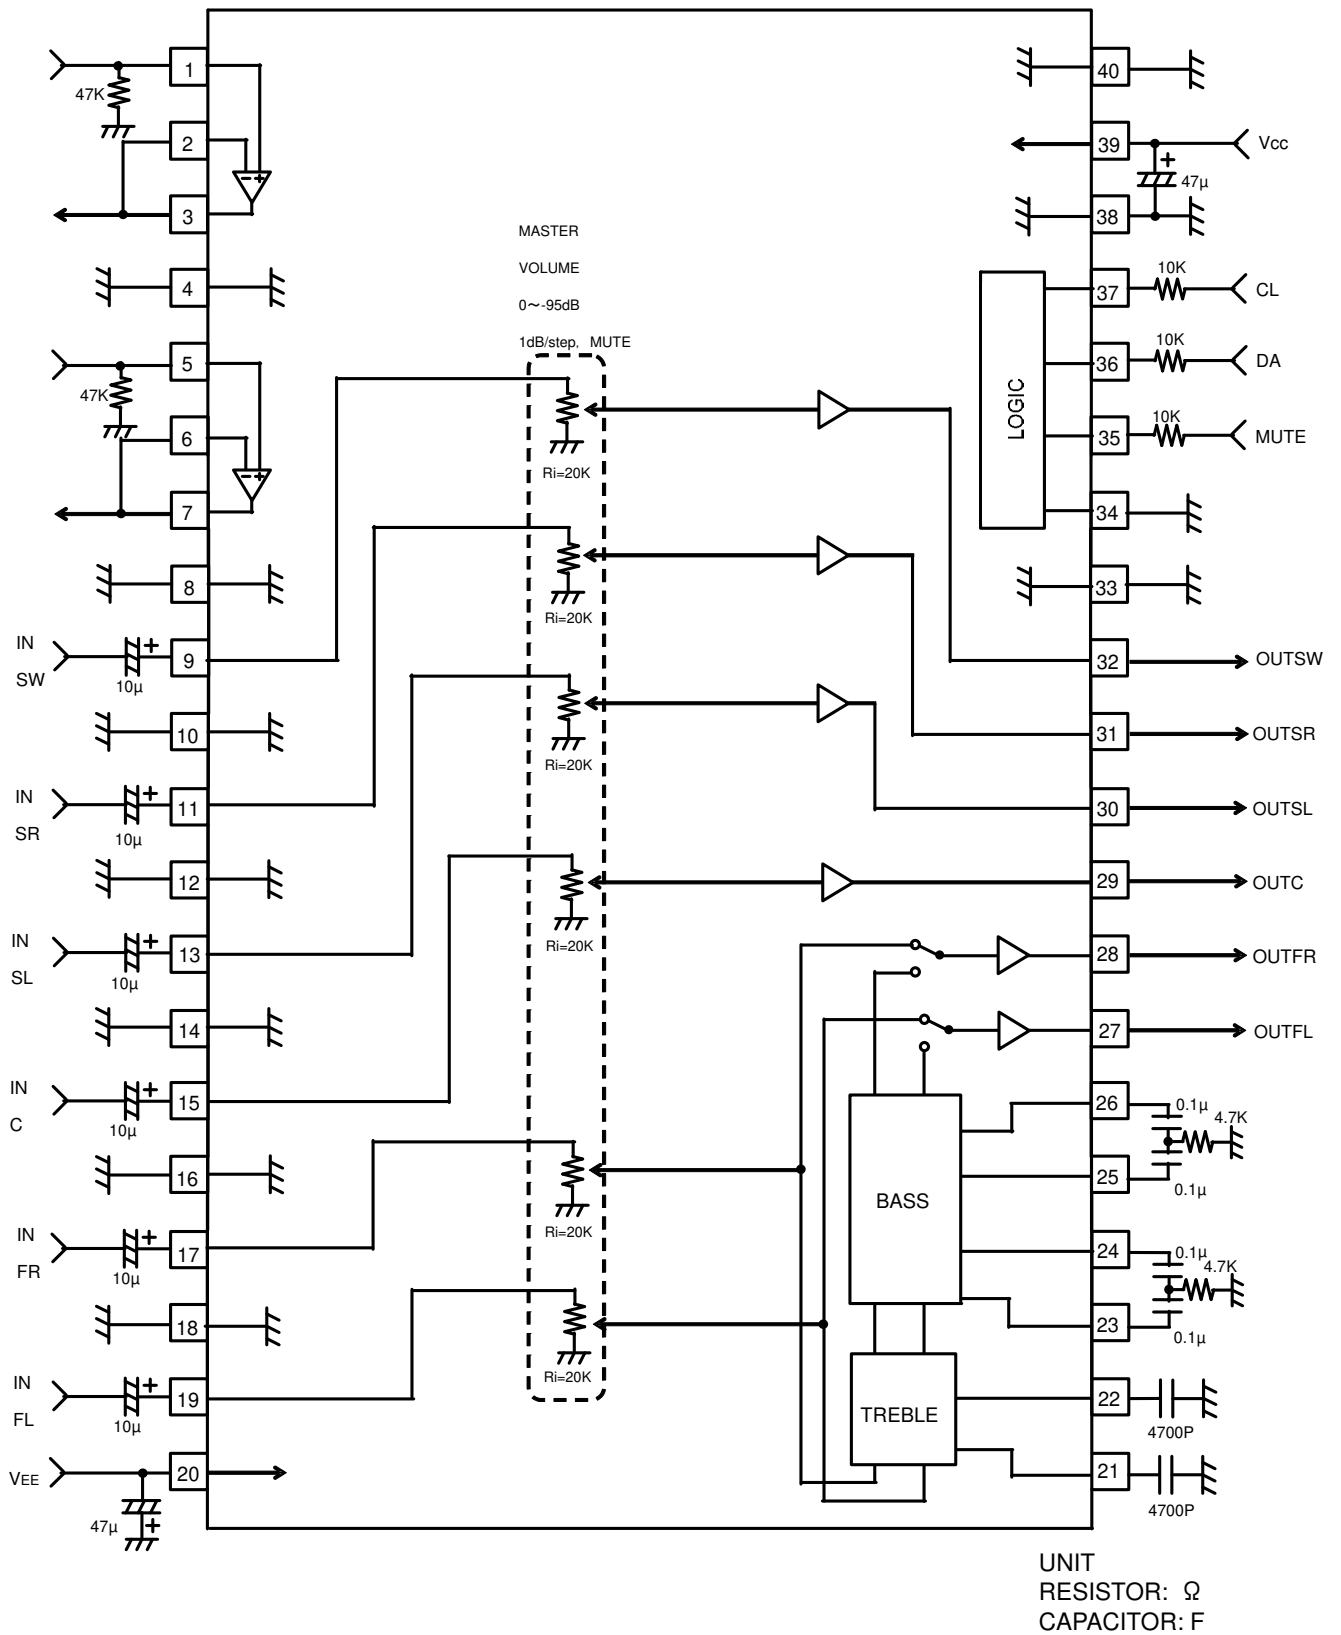 1
47K
2
3
4
5
47K
6
7
8
IN
SW
10µ
9
10
IN
SR
10µ
11
12
IN
SL
10µ
13
14
IN
C
10µ
15
16
IN
FR
10µ
17
18
IN
FL
10µ
19
VEE
20
47µ
MASTER
VOLUME
0～-95dB
1dB/step, MUTE
Ri=20K
Ri=20K
Ri=20K
Ri=20K
Ri=20K
Ri=20K
LOGIC
BASS
TREBLE
40
39
Vcc
47µ
38
37
10K
CL
36
10K
DA
35
10K
MUTE
34
33
32
OUTSW
31
OUTSR
30
OUTSL
29
OUTC
28
OUTFR
27
OUTFL
26
0.1µ
4.7K
25
0.1µ
24
0.1µ
4.7K
23
0.1µ
22
4700P
21
4700P
UNIT
RESISTOR: Ω
CAPACITOR: F